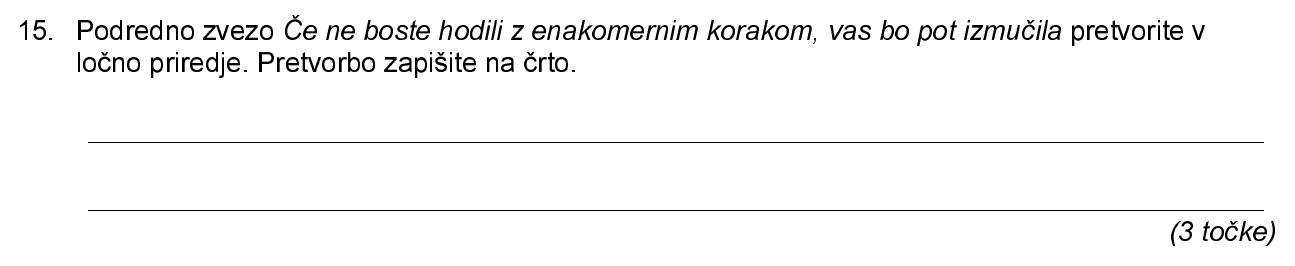 15. Podredno zvezo Če ne boste hodili z enakomernim korakom, vas bo pot izmučila pretvorite v
ločno priredje. Pretvorbo zapišite na črto.
(3 točke)